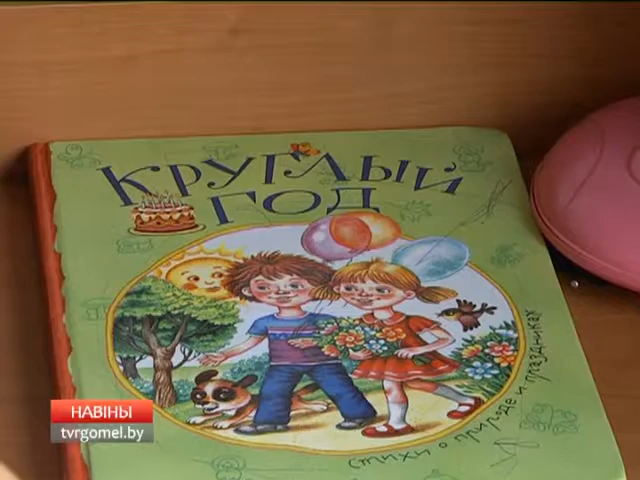 КРУГЛЫЙ
ГОД
стихи о природе и праздниках
НАВІНЫ
tvrgomel.by